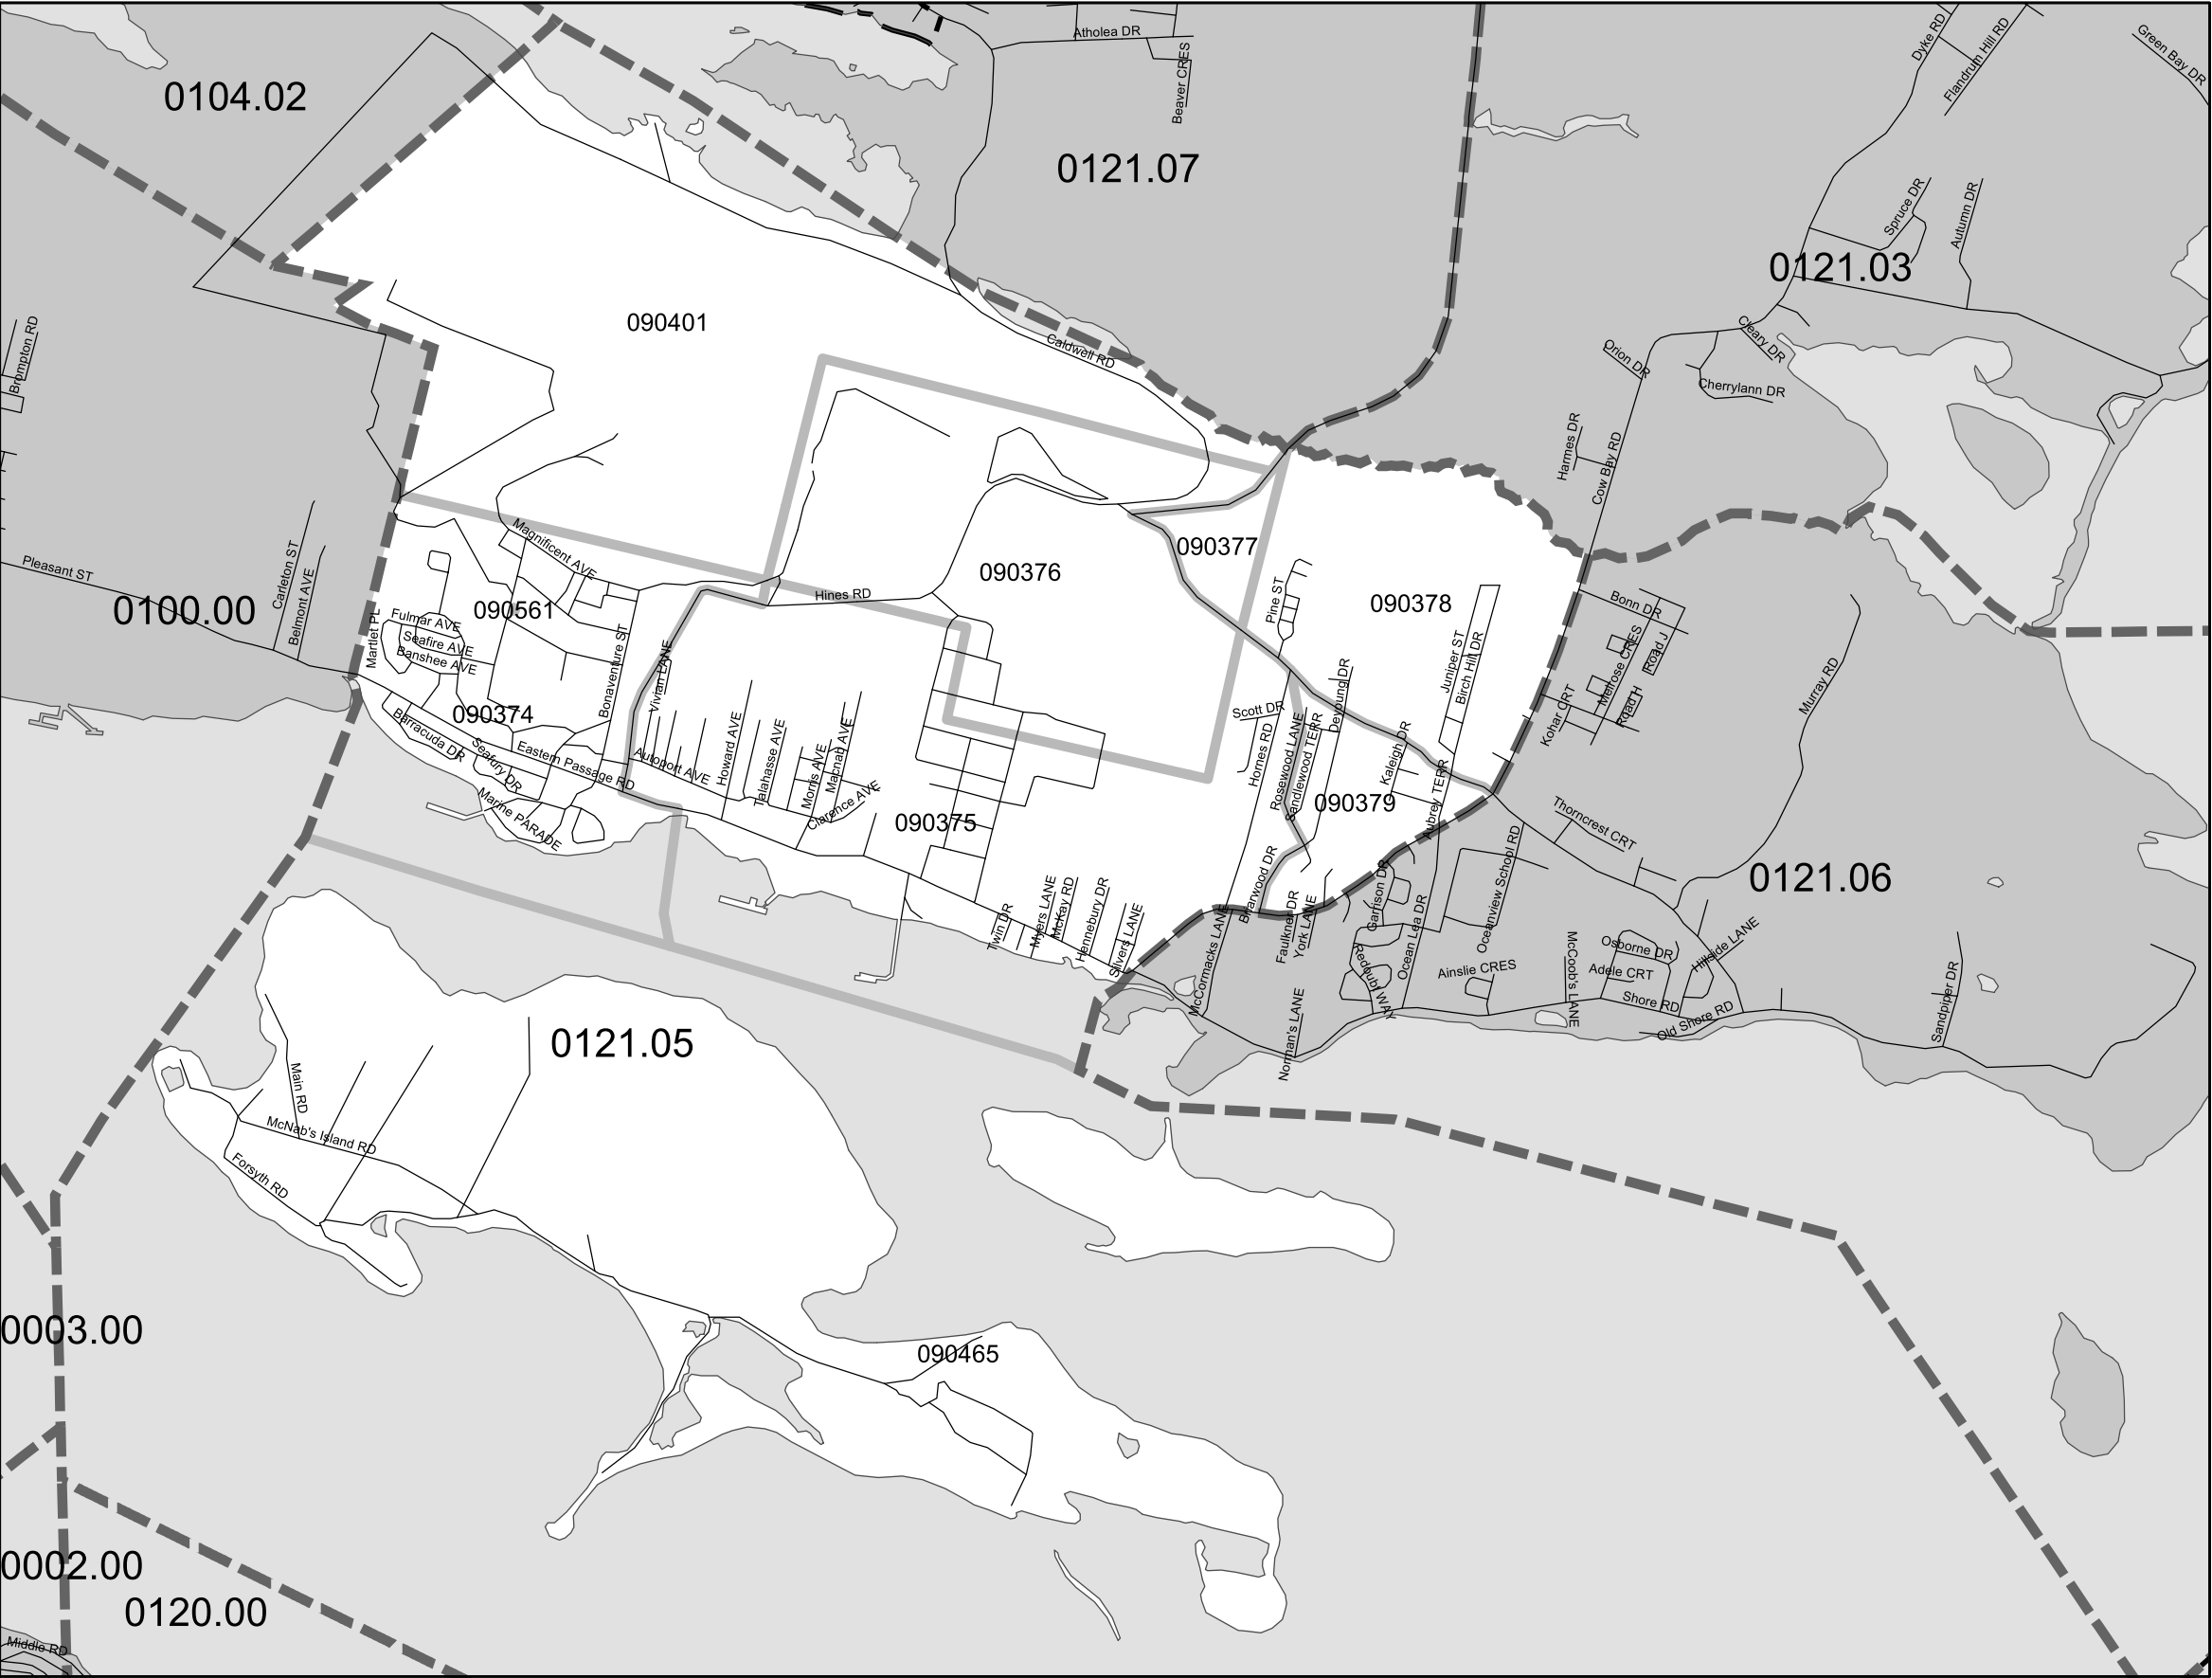 Atholea DR
Beaver CRES
Dyke RD
Flandrum Hill RD
Green Bay DR
0104.02
0121.07
Spruce DR
Autumn DR
0121.03
090401
Caldwell RD
Cleary DR
Orion DR
Cherrylann DR
Brompton RD
Harmes DR
Cow Bay RD
Magnificent AVE
090377
090376
Pleasant ST
Carleton ST
Belmont AVE
0100.00
Hines RD
Pine ST
090378
Bonn DR
090561
Martlet PL
Fulmar AVE
Seafire AVE
Banshee AVE
Bonaventure ST
Vivian LANE
Juniper ST
Birch Hill DR
Melrose CRES
Road J
Road H
Kohar CRT
Murray RD
090374
Barracuda DR
Seafury DR
Eastern Passage RD
Marine PARADE
Autoport AVE
Howard AVE
Talahasse AVE
Morris AVE
Macnab AVE
Clarence AVE
090375
Scott DR
Hornes RD
Rosewood LANE
Sandlewood TERR
Deyoung DR
Kaleigh DR
090379
Aubrey TERR
Thorncrest CRT
0121.06
Twin DR
Myers LANE
McKay RD
Hennebury DR
Silvers LANE
McCormacks LANE
Briarwood DR
Faulkner DR
York LANE
Garrison DR
Redoubt WAY
Ocean Lea DR
Oceanview School RD
Ainslie CRES
McCoob's LANE
Osborne DR
Adele CRT
Hillside LANE
Shore RD
Old Shore RD
Sandpiper DR
Norman's LANE
0121.05
Main RD
McNab's Island RD
Forsyth RD
0003.00
090465
0002.00
0120.00
Middle RD